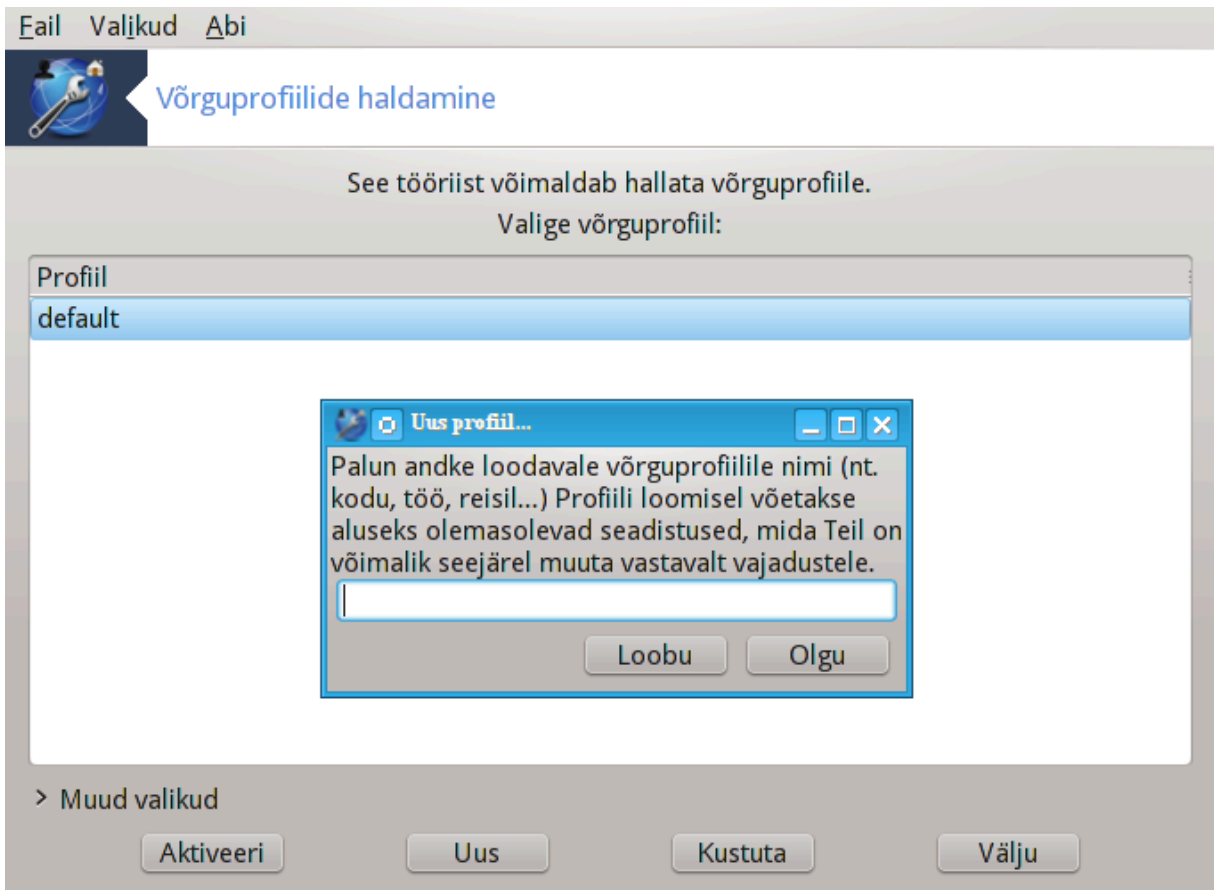 Fail Valikud Abi
Võrguprofiilide haldamine
See tööriist võimaldab hallata võrguprofiile.
Valige võrguprofiil:
Profiil
default
Uus profiil...
Palun andke loodavale võrguprofiilile nimi (nt.
kodu, töö, reisil...) Profiili loomisel võetakse
aluseks olemasolevad seadistused, mida Teil on
võimalik seejärel muuta vastavalt vajadustele.
Loobu Olgu
> Muud valikud
Aktiveeri Uus Kustuta Välju